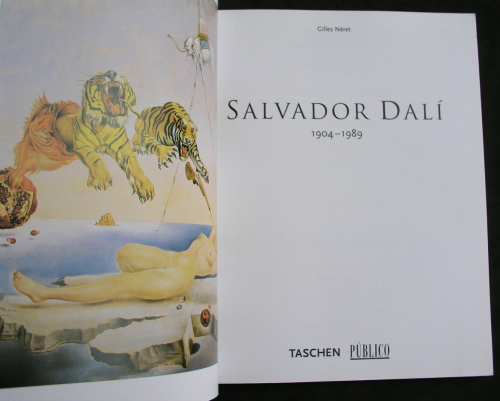 Gilles Néret
SALVADOR DALÍ
1904–1989
TASCHEN PÚBLICO